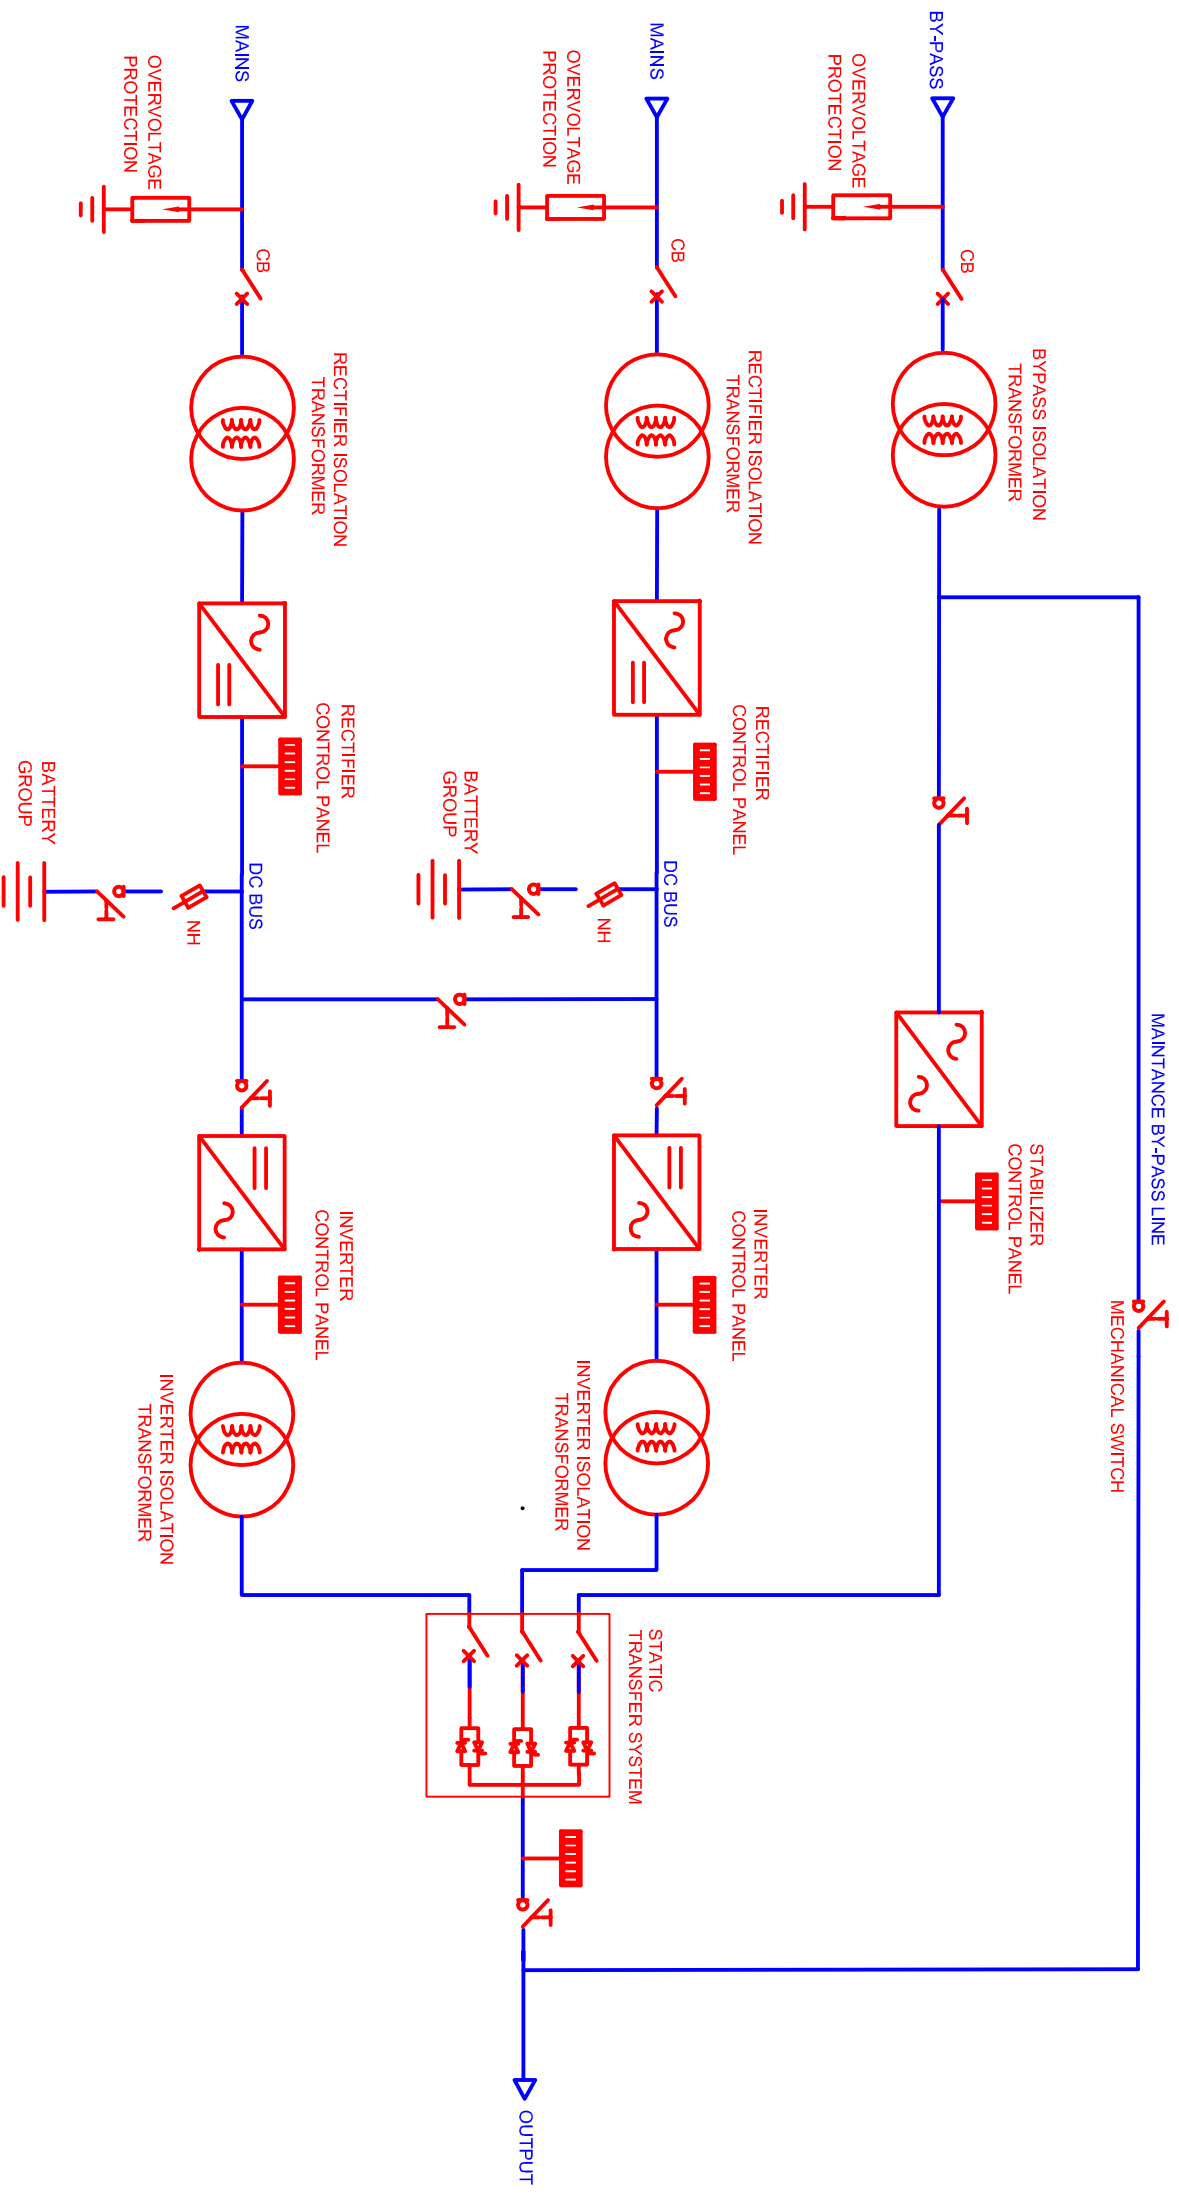 MAINTANCE BY-PASS LINE
MECHANICAL SWITCH
BY-PASS
OVERVOLTAGE
PROTECTION
CB
BYPASS ISOLATION
TRANSFORMER
STABILIZER
CONTROL PANEL
MAINS
OVERVOLTAGE
PROTECTION
CB
RECTIFIER ISOLATION
TRANSFORMER
RECTIFIER
CONTROL PANEL
DC BUS
NH
BATTERY
GROUP
INVERTER
CONTROL PANEL
INVERTER ISOLATION
TRANSFORMER
STATIC
TRANSFER SYSTEM
OUTPUT
MAINS
OVERVOLTAGE
PROTECTION
CB
RECTIFIER ISOLATION
TRANSFORMER
RECTIFIER
CONTROL PANEL
DC BUS
NH
BATTERY
GROUP
INVERTER
CONTROL PANEL
INVERTER ISOLATION
TRANSFORMER